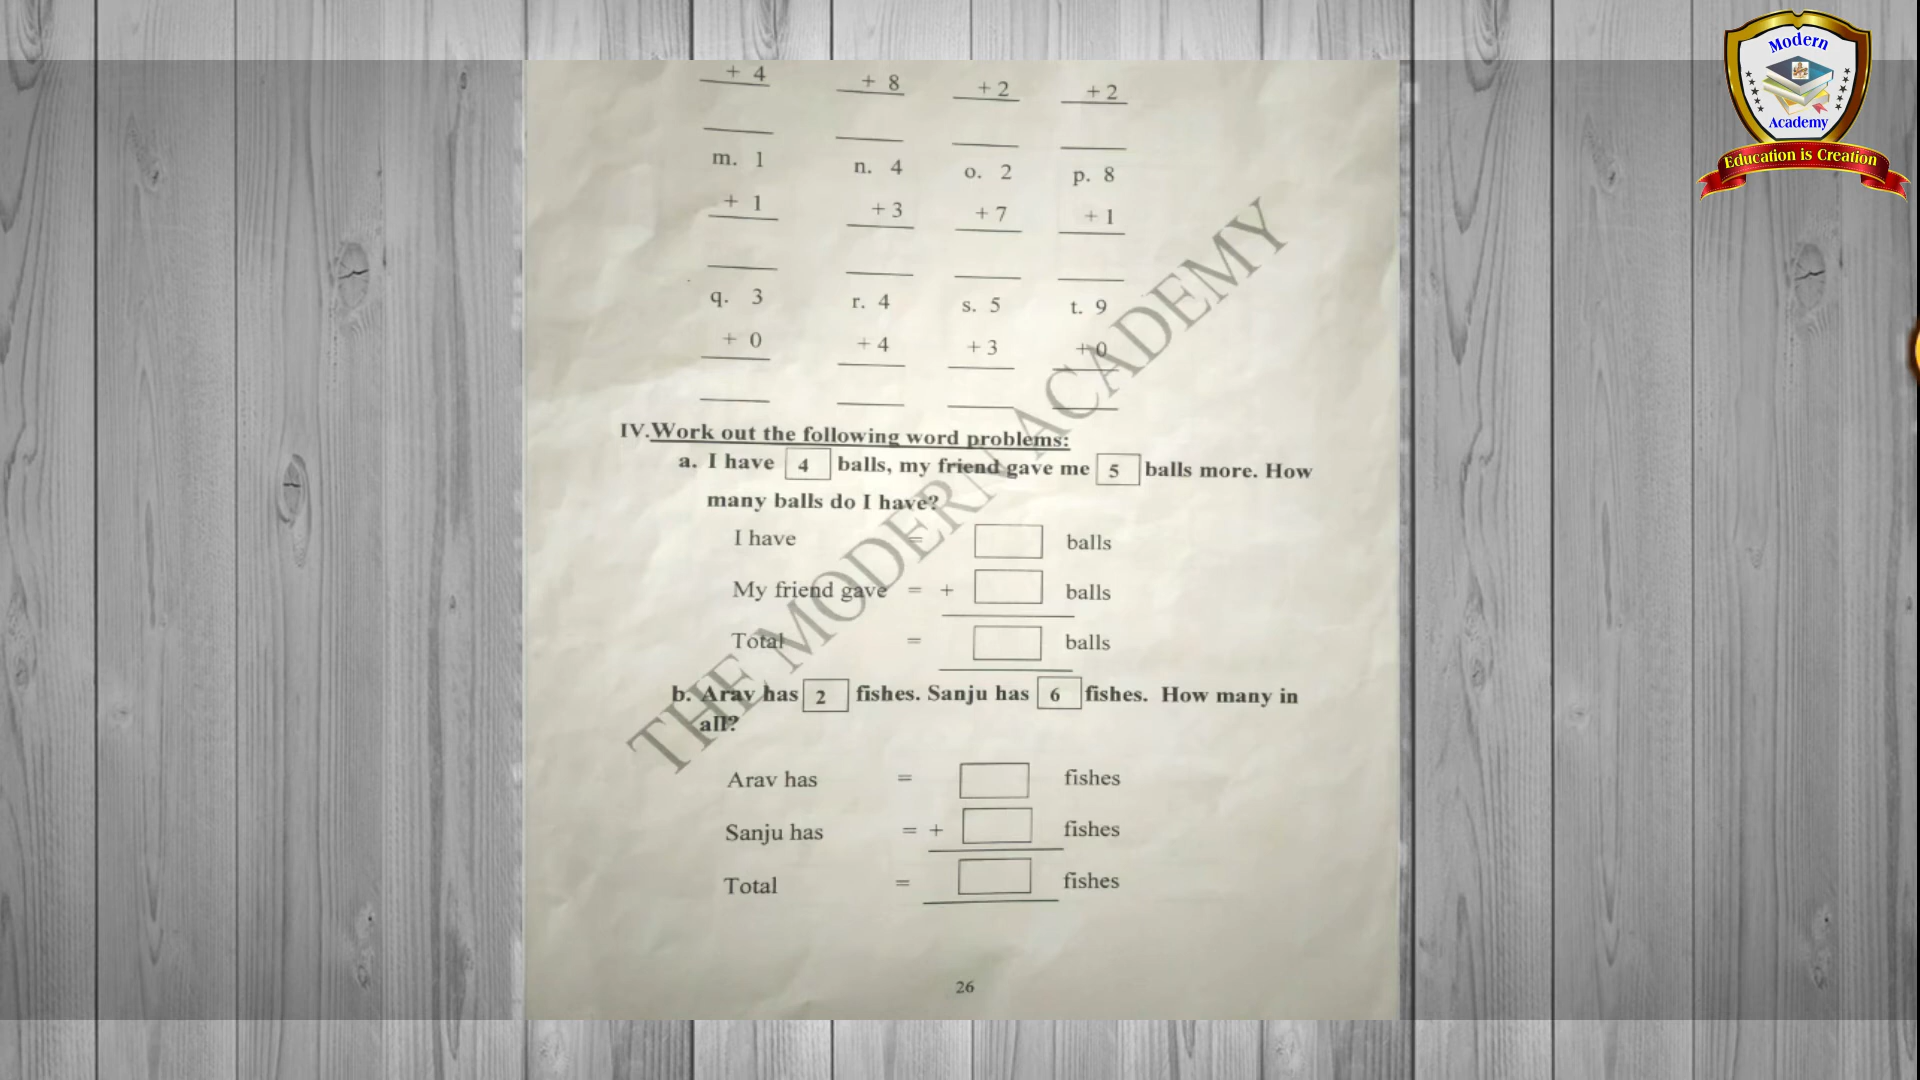 Modern
Academy
Education is Creation
+ 4 + 8 + 2 + 2
m. 1 n. 4 o. 2 p. 8
+ 1 + 3 + 7 + 1
q. 3 r. 4 s. 5 t. 9
+ 0 + 4 + 3 + 0
IV.Work out the following word problems:
a. I have 4 balls, my friend gave me 5 balls more. How
many balls do I have?
I have = balls
My friend gave = + balls
Total = balls
b. Arav has 2 fishes. Sanju has 6 fishes. How many in
all?
Arav has = fishes
Sanju has = + fishes
Total = fishes
26
THE MODERN ACADEMY